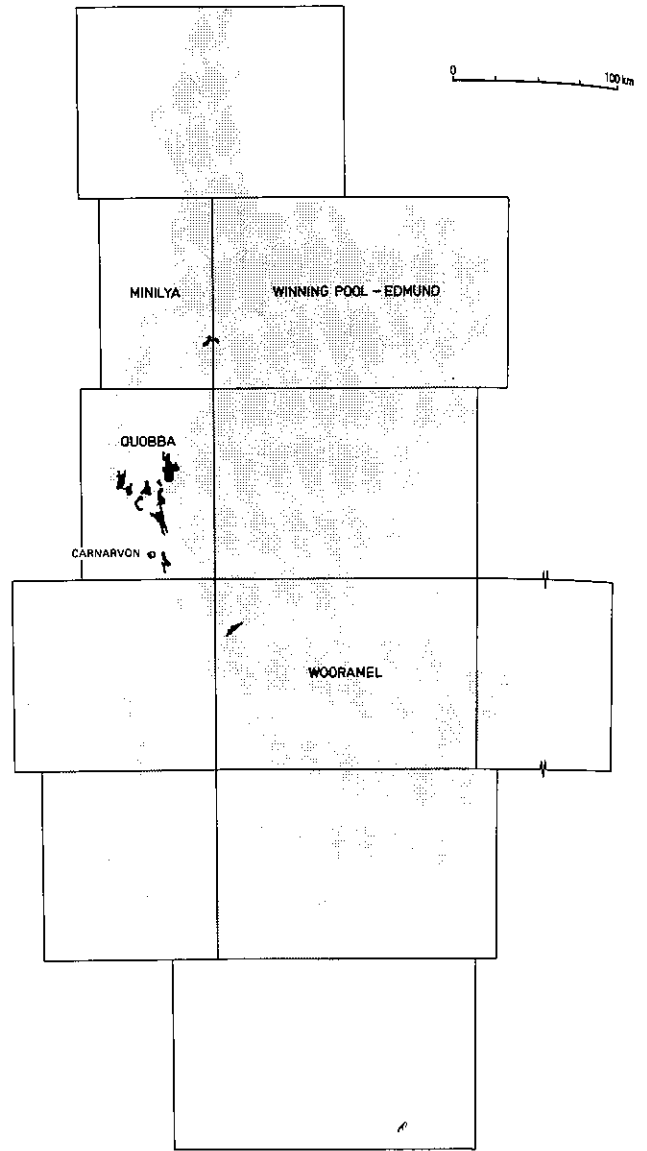 0 100 km
MINILYA WINNING POOL – EDMUND
QUOBBA
CARNARVON
WOORAMEL